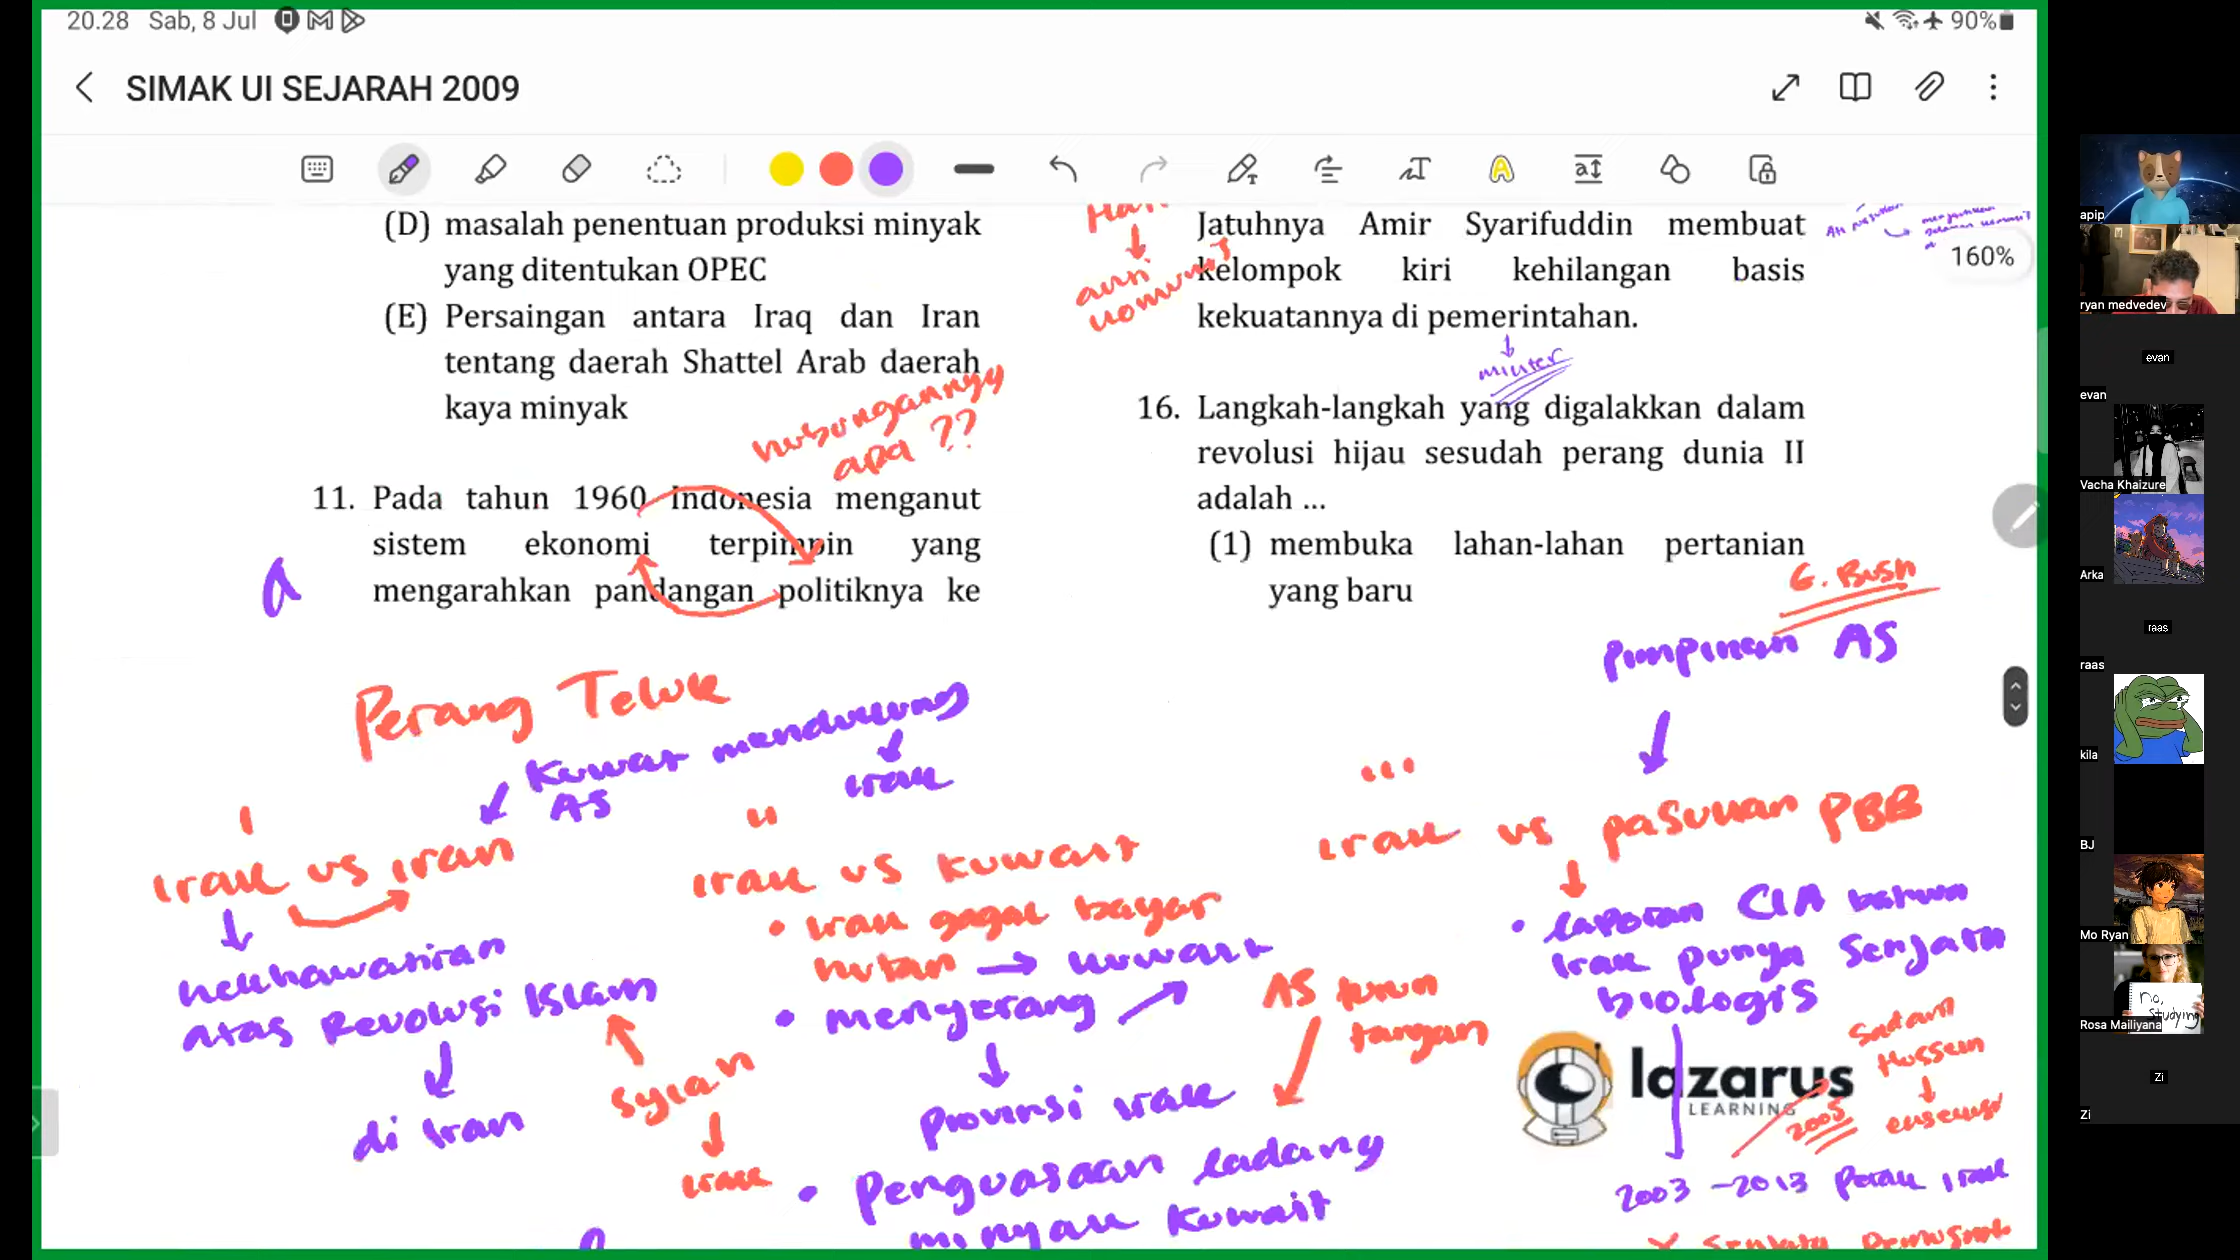 20.28 Sab, 8 Jul
90%
SIMAK UI SEJARAH 2009
160%
(D) masalah penentuan produksi minyak
yang ditentukan OPEC
(E) Persaingan antara Iraq dan Iran
tentang daerah Shattel Arab daerah
kaya minyak
hubungannya
apa ??
11. Pada tahun 1960 Indonesia menganut
sistem ekonomi terpimpin yang
mengarahkan pandangan politiknya ke
a
Jatuhnya Amir Syarifuddin membuat
kelompok kiri kehilangan basis
kekuatannya di pemerintahan.
16. Langkah-langkah yang digalakkan dalam
revolusi hijau sesudah perang dunia II
adalah ...
(1) membuka lahan-lahan pertanian
yang baru
G. Bush
pimpinan AS
Perang Teluk
Kuwait mendukung
AS
Irak
I
Irak vs Iran
kekhawatiran
atas Revolusi Islam
di Iran
syiah
Irak
II
Irak vs Kuwait
• Irak gagal bayar
hutan → Kuwait
• menyerang
provinsi Irak
• Penguasaan ladang
minyak Kuwait
AS turun
tangan
III
Irak vs pasukan PBB
• laporan CIA bahwa
Irak punya senjata
biologis
Sadam
Hussein
eksekusi
2005
2003 - 2013
lazarus
LEARNING
apip
ryan medvedev
evan
evan
Vacha Khaizure
Arka
raas
raas
kila
BJ
Mo Ryan
no,
studying
Rosa Mailiyana
Zi
Zi